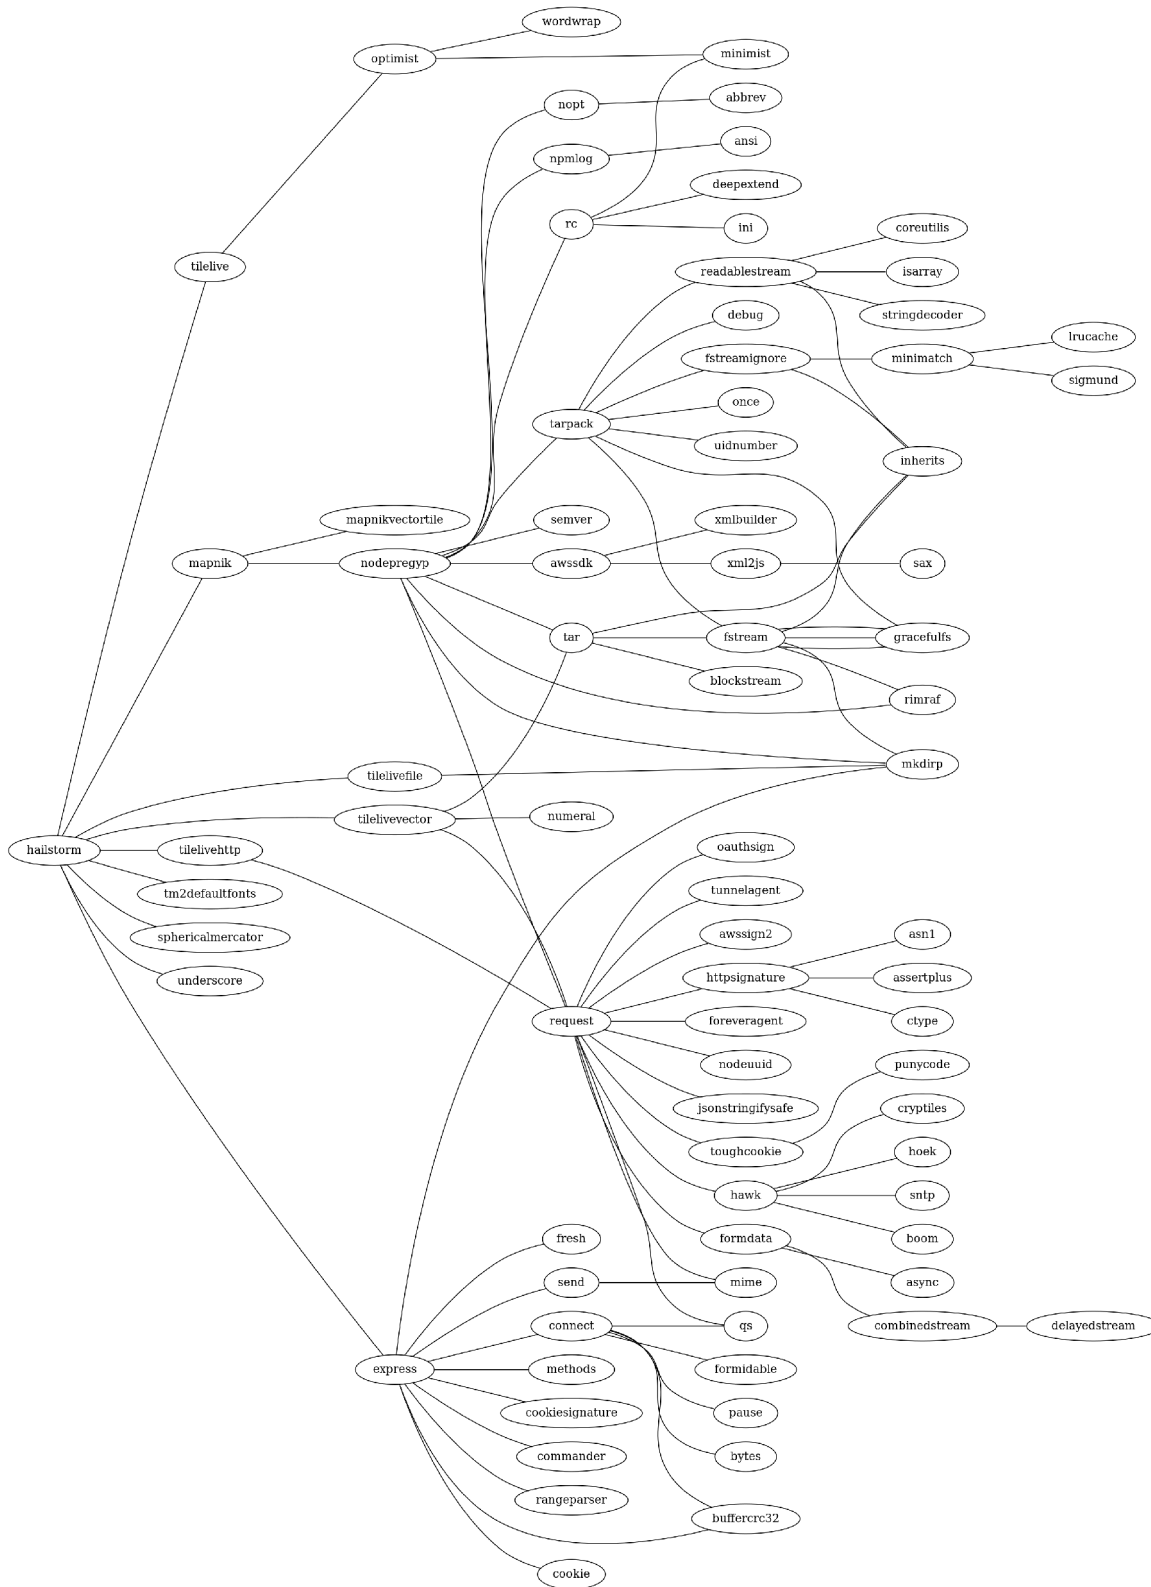 wordwrap
optimist
minimist
nopt
abbrev
ansi
npmlog
deepextend
rc
ini
coreutilis
tilelive
readablestream
isarray
debug
stringdecoder
lrucache
fstreamignore
minimatch
sigmund
once
tarpack
uidnumber
inherits
mapnikvectortile
semver
xmlbuilder
mapnik
nodepregyp
awssdk
xml2js
sax
tar
fstream
gracefulfs
blockstream
rimraf
mkdirp
tilelivefile
tilelivevector
numeral
hailstorm
tilelivehttp
oauthsign
tm2defaultfonts
tunnelagent
sphericalmercator
awssign2
asn1
underscore
httpsignature
assertplus
request
foreveragent
ctype
nodeuuid
punycode
jsonstringifysafe
cryptiles
toughcookie
hoek
hawk
sntp
fresh
formdata
boom
send
mime
async
connect
qs
combinedstream
delayedstream
express
methods
formidable
cookiesignature
pause
commander
bytes
rangeparser
buffercrc32
cookie